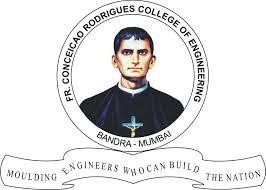 FR. CONCEICAO RODRIGUES COLLEGE OF ENGINEERING
BANDRA - MUMBAI
MOULDING ENGINEERS WHO CAN BUILD THE NATION